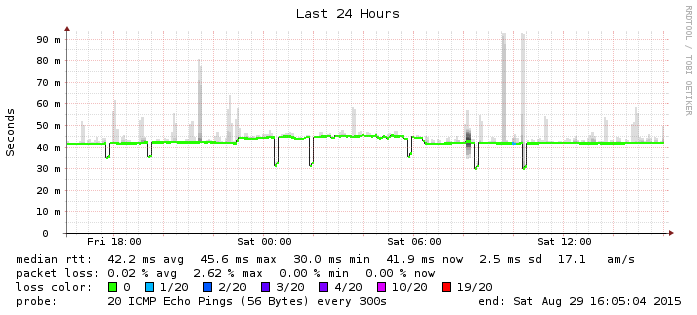 Last 24 Hours
RRDTOOL / TOBI OETIKER
Seconds
90 m
80 m
70 m
60 m
50 m
40 m
30 m
20 m
10 m
0
Fri 18:00 Sat 00:00 Sat 06:00 Sat 12:00
median rtt: 42.2 ms avg 45.6 ms max 30.0 ms min 41.9 ms now 2.5 ms sd 17.1 am/s
packet loss: 0.02 % avg 2.62 % max 0.00 % min 0.00 % now
loss color: 0 1/20 2/20 3/20 4/20 10/20 19/20
probe: 20 ICMP Echo Pings (56 Bytes) every 300s end: Sat Aug 29 16:05:04 2015